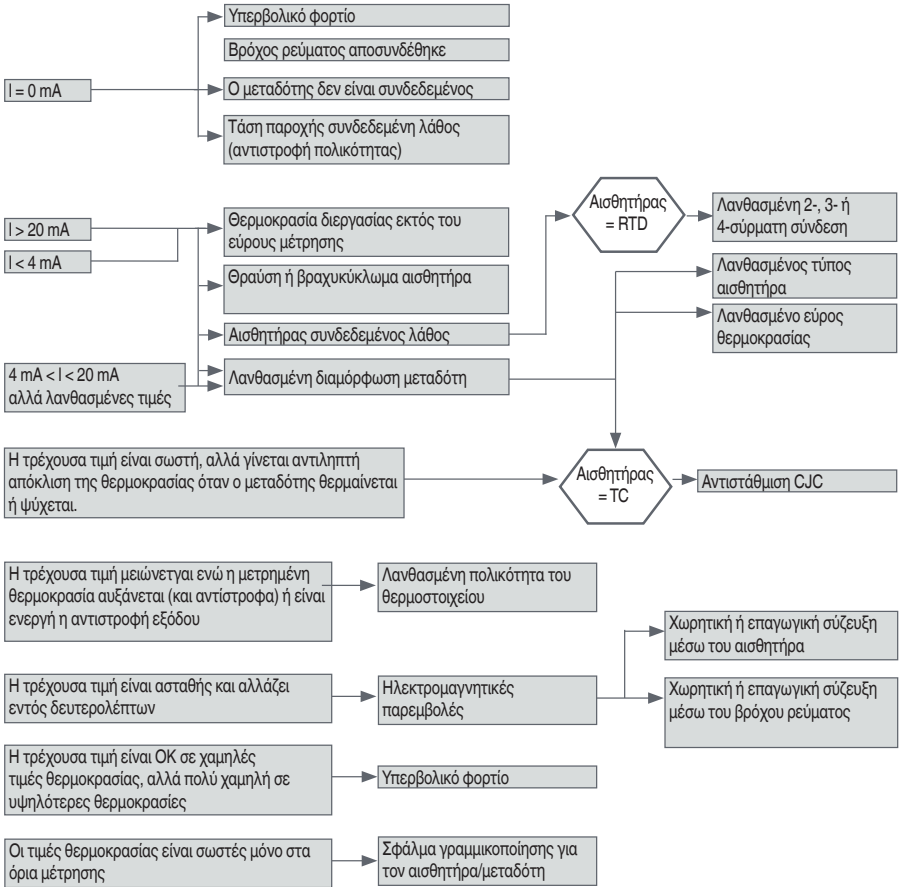 Υπερβολικό φορτίο
Βρόχος ρεύματος αποσυνδέθηκε
I = 0 mA
Ο μεταδότης δεν είναι συνδεδεμένος
Τάση παροχής συνδεδεμένη λάθος
(αντιστροφή πολικότητας)
I > 20 mA
I < 4 mA
Θερμοκρασία διεργασίας εκτός του
εύρους μέτρησης
Θραύση ή βραχυκύκλωμα αισθητήρα
Αισθητήρας συνδεδεμένος λάθος
4 mA < I < 20 mA
αλλά λανθασμένες τιμές
Λανθασμένη διαμόρφωση μεταδότη
Αισθητήρας
= RTD
Λανθασμένη 2-, 3- ή
4-σύρματη σύνδεση
Λανθασμένος τύπος
αισθητήρα
Λανθασμένο εύρος
θερμοκρασίας
Η τρέχουσα τιμή είναι σωστή, αλλά γίνεται αντιληπτή
απόκλιση της θερμοκρασίας όταν ο μεταδότης θερμαίνεται
ή ψύχεται.
Αισθητήρας
= TC
Αντιστάθμιση CJC
Η τρέχουσα τιμή μειώνετγαι ενώ η μετρημένη
θερμοκρασία αυξάνεται (και αντίστροφα) ή είναι
ενεργή η αντιστροφή εξόδου
Λανθασμένη πολικότητα του
θερμοστοιχείου
Η τρέχουσα τιμή είναι ασταθής και αλλάζει
εντός δευτερολέπτων
Ηλεκτρομαγνητικές
παρεμβολές
Χωρητική ή επαγωγική σύζευξη
μέσω του αισθητήρα
Χωρητική ή επαγωγική σύζευξη
μέσω του βρόχου ρεύματος
Η τρέχουσα τιμή είναι OK σε χαμηλές
τιμές θερμοκρασίας, αλλά πολύ χαμηλή σε
υψηλότερες θερμοκρασίες
Υπερβολικό φορτίο
Οι τιμές θερμοκρασίας είναι σωστές μόνο στα
όρια μέτρησης
Σφάλμα γραμμικοποίησης για
τον αισθητήρα/μεταδότη